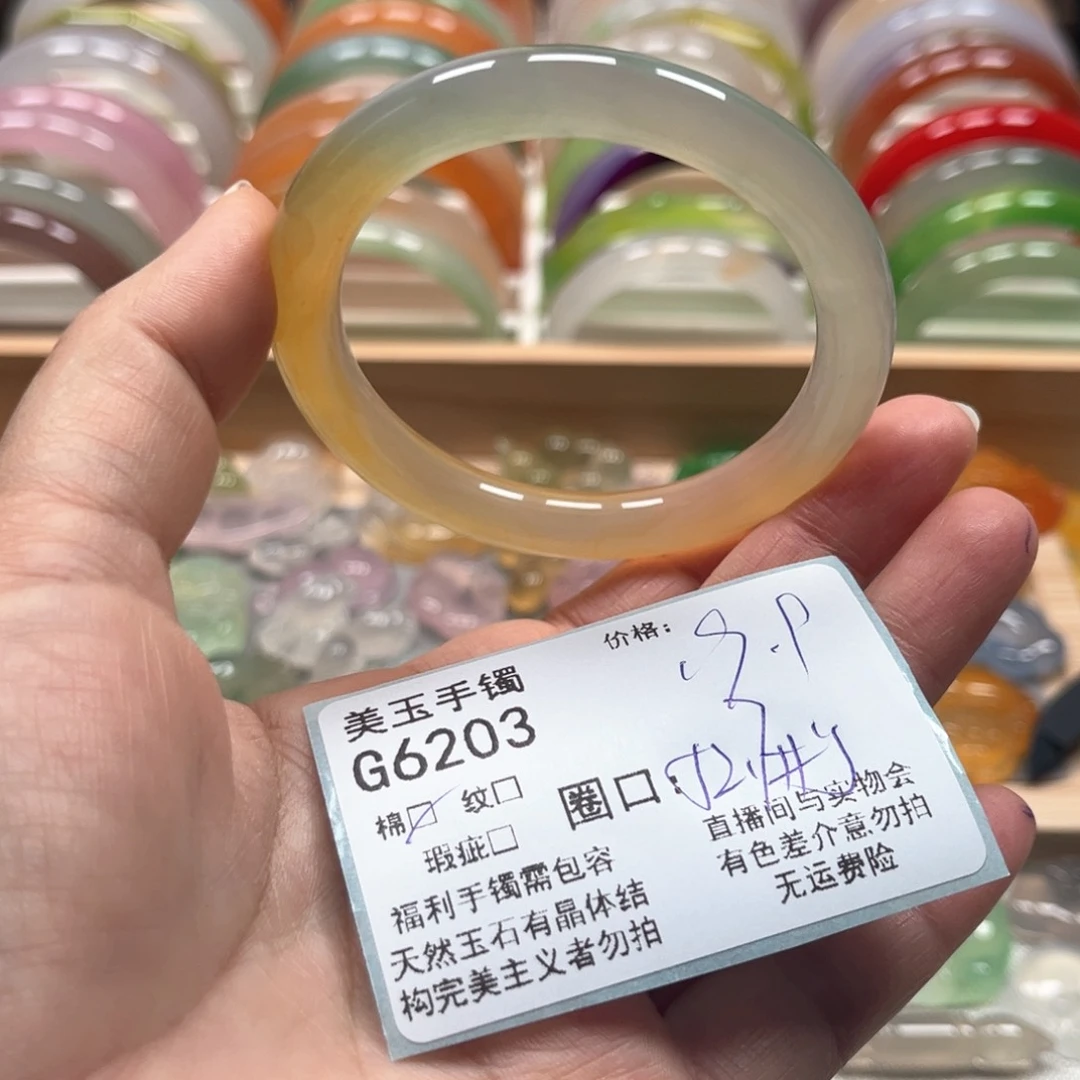 价格:
美玉手镯
G6203
棉☑ 纹□
圈口:
瑕疵□
福利手镯需包容
天然玉石有晶体结
构完美主义者勿拍
直播间与实物会
有色差介意勿拍
无运费险